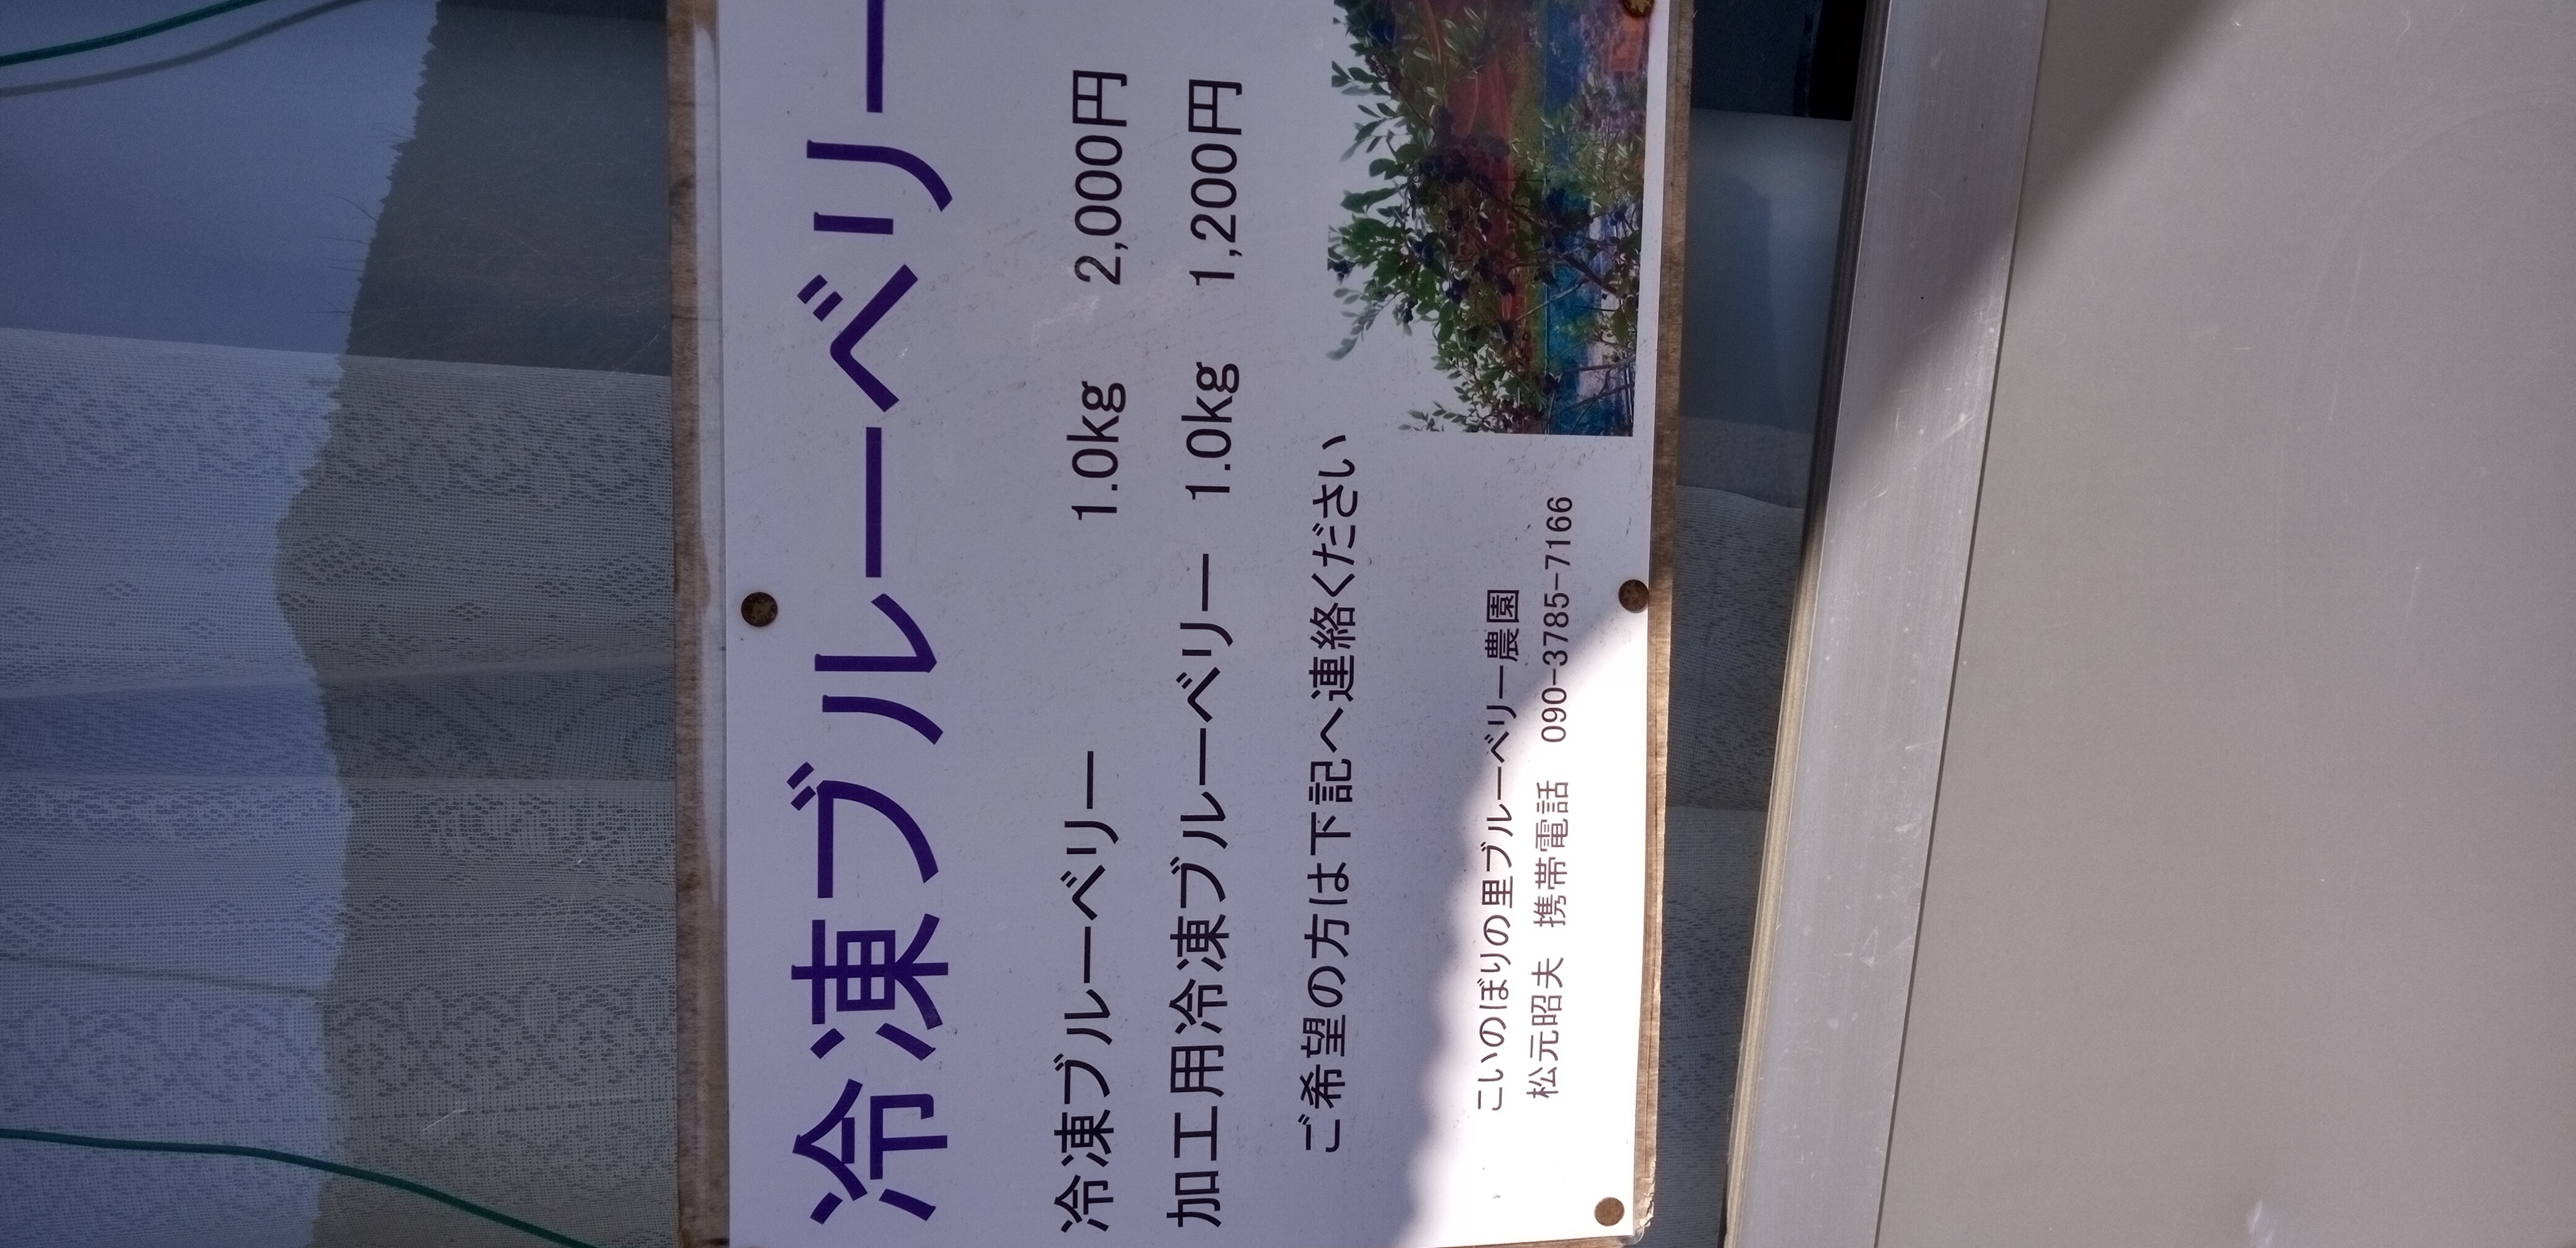 冷凍ブルーベリー
冷凍ブルーベリー 1.0kg 2,000円
加工用冷凍ブルーベリー 1.0kg 1,200円
ご希望の方は下記へ連絡ください
こいのぼりの里ブルーベリー農園
松元昭夫 携帯電話 090-3785-7166